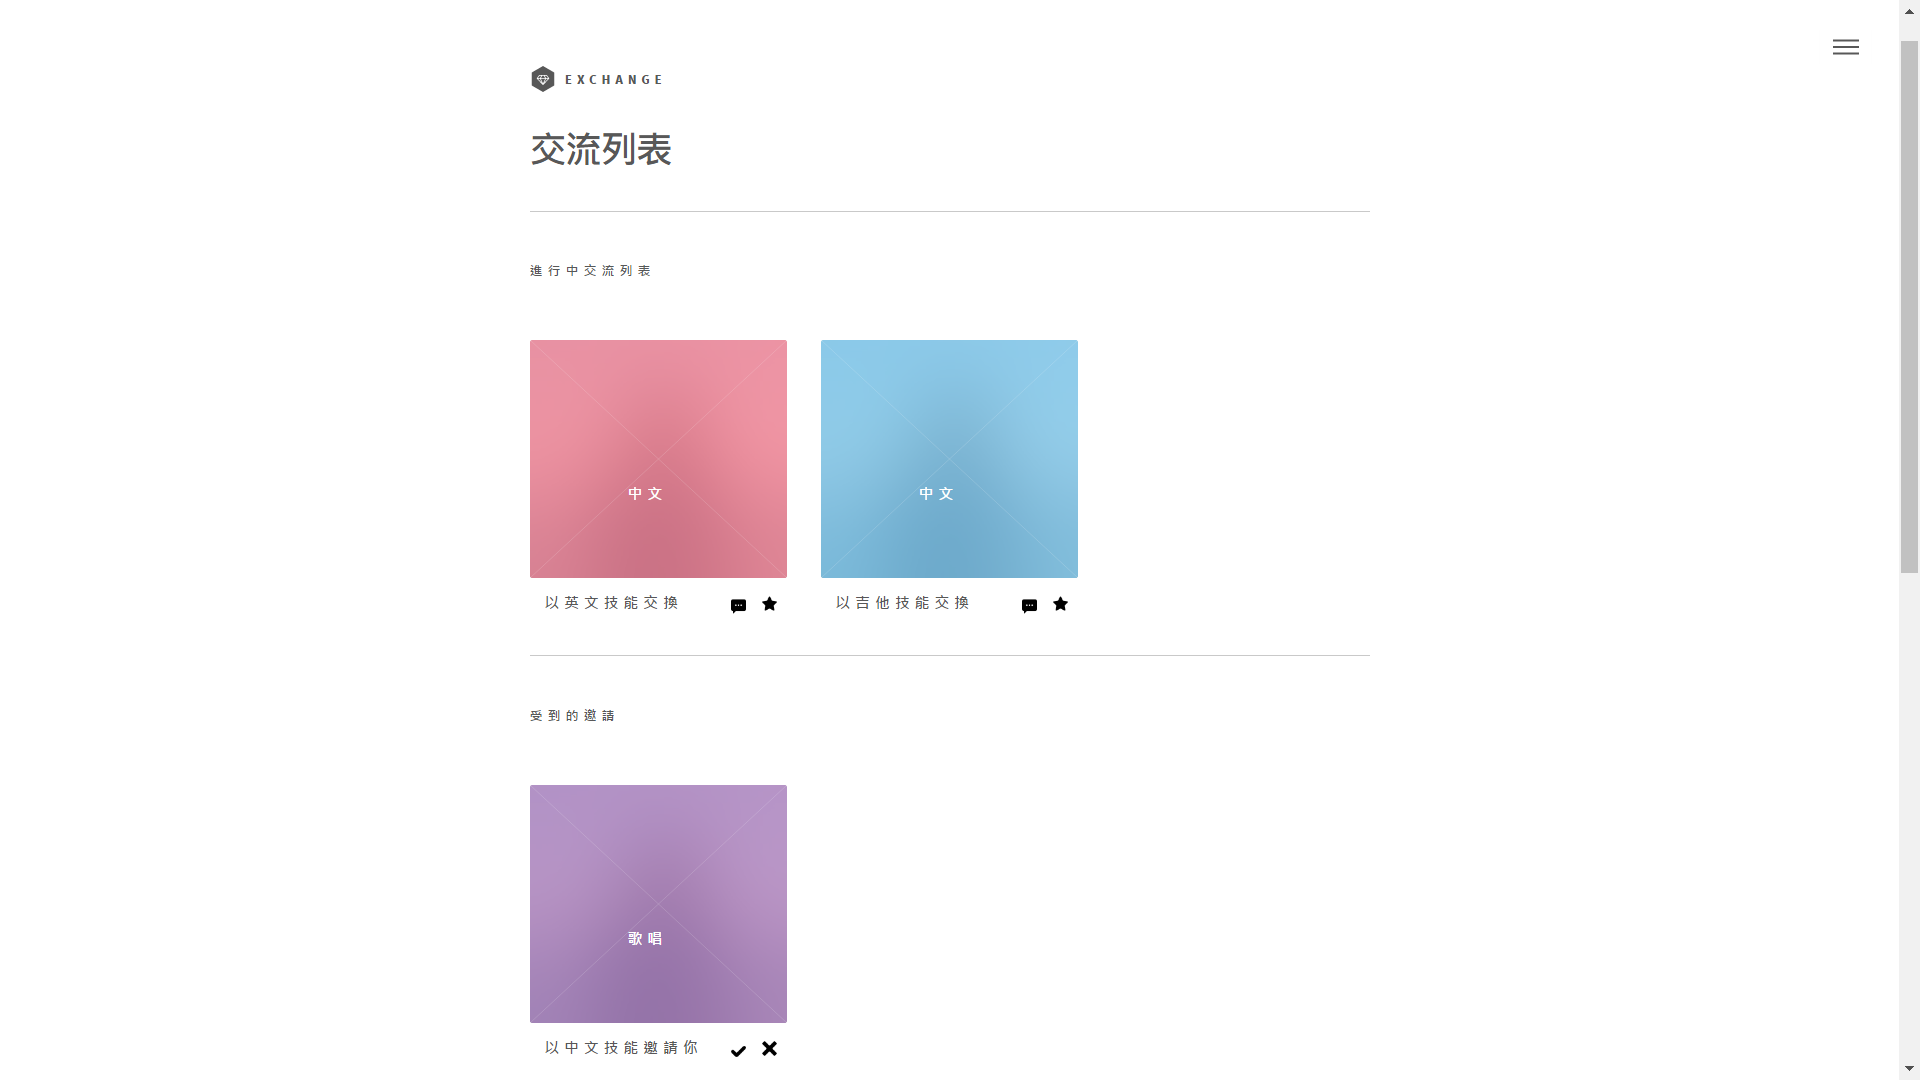 EXCHANGE
交流列表
進行中交流列表
中文
中文
以英文技能交換
以吉他技能交換
受到的邀請
歌唱
以中文技能邀請你